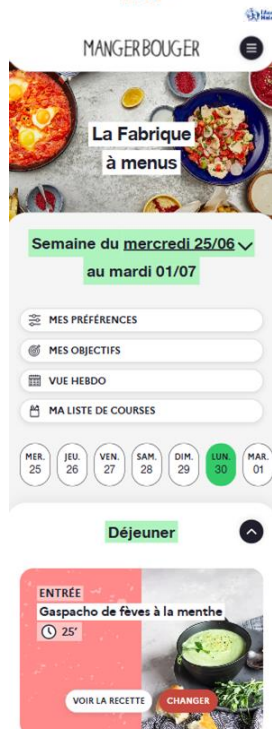 MANGER BOUGER
La Fabrique
à menus
Semaine du mercredi 25/06
au mardi 01/07
MES PRÉFÉRENCES
MES OBJECTIFS
VUE HEBDO
MA LISTE DE COURSES
MER. 25 JEU. 26 VEN. 27 SAM. 28 DIM. 29 LUN. 30 MAR. 01
Déjeuner
ENTRÉE
Gaspacho de fèves à la menthe
25'
VOIR LA RECETTE CHANGER